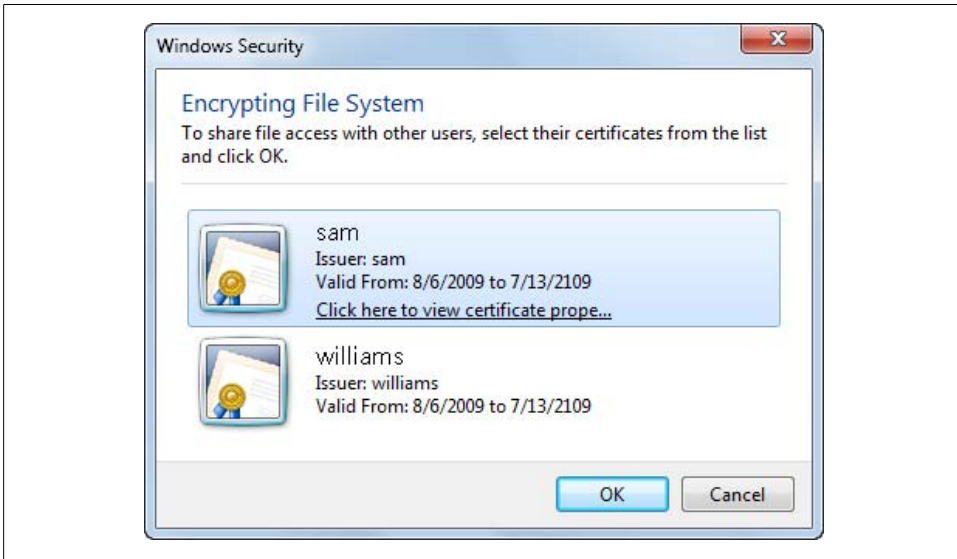 Windows Security
Encrypting File System
To share file access with other users, select their certificates from the list
and click OK.
sam
Issuer: sam
Valid From: 8/6/2009 to 7/13/2109
Click here to view certificate prope...
williams
Issuer: williams
Valid From: 8/6/2009 to 7/13/2109
OK
Cancel